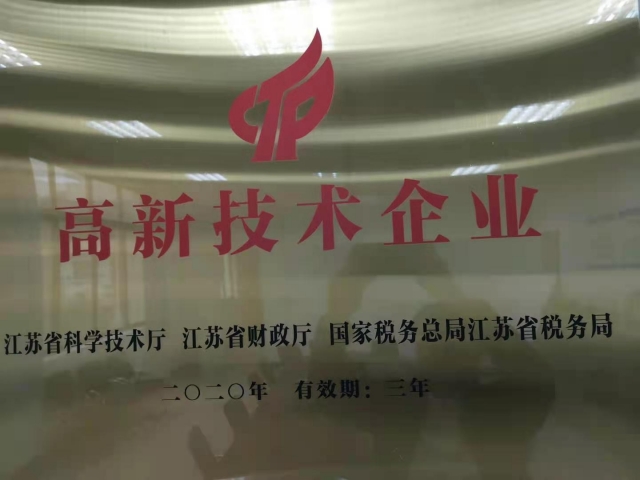 高新技术企业
江苏省科学技术厅 江苏省财政厅 国家税务总局江苏省税务局
二〇二〇年 有效期：三年